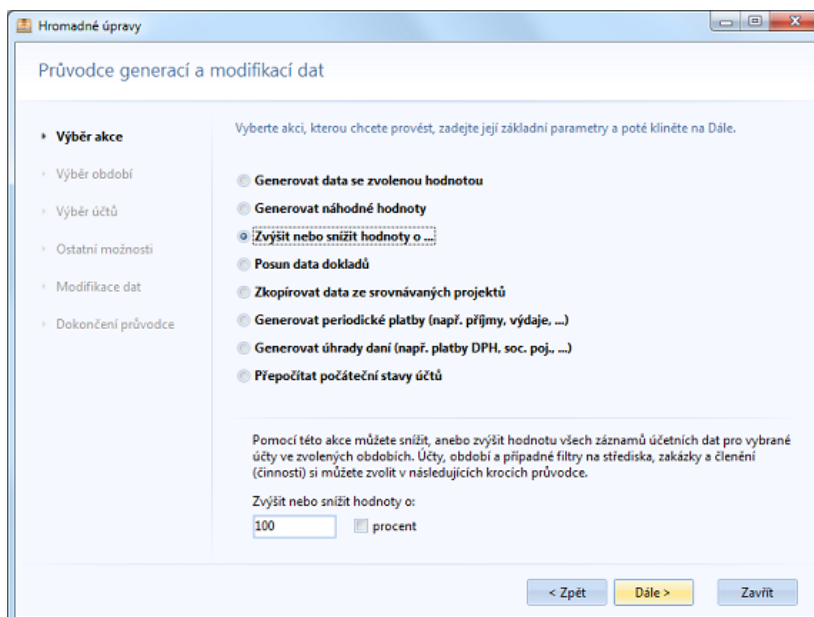 Hromadné úpravy
Průvodce generací a modifikací dat
Výběr akce
Výběr období
Výběr účtů
Ostatní možnosti
Modifikace dat
Dokončení průvodce
Vyberte akci, kterou chcete provést, zadejte její základní parametry a poté kliněte na Dále.
Generovat data se zvolenou hodnotou
Generovat náhodné hodnoty
Zvýšit nebo snížit hodnoty o ...
Posun data dokladů
Zkopírovat data ze srovnávaných projektů
Generovat periodické platby (např. příjmy, výdaje, ...)
Generovat úhrady daní (např. platby DPH, soc. poj., ...)
Přepočítat počáteční stavy účtů
Pomocí této akce můžete snížit, anebo zvýšit hodnotu všech záznamů účetních dat pro vybrané
účty ve zvolených obdobích. Účty, období a případné filtry na střediska, zakázky a členění
(činnosti) si můžete zvolit v následujících krocích průvodce.
Zvýšit nebo snížit hodnoty o:
100 procent
< Zpět Dále > Zavřít